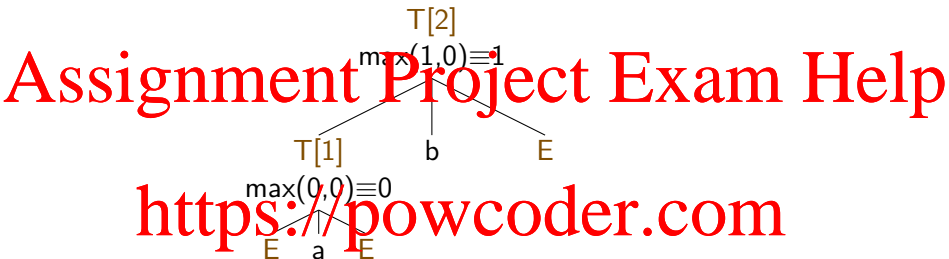 T[2]
max(1,0)≡1
Assignment Project Exam Help
T[1] b E
max(0,0)≡0
https://powcoder.com
E a E